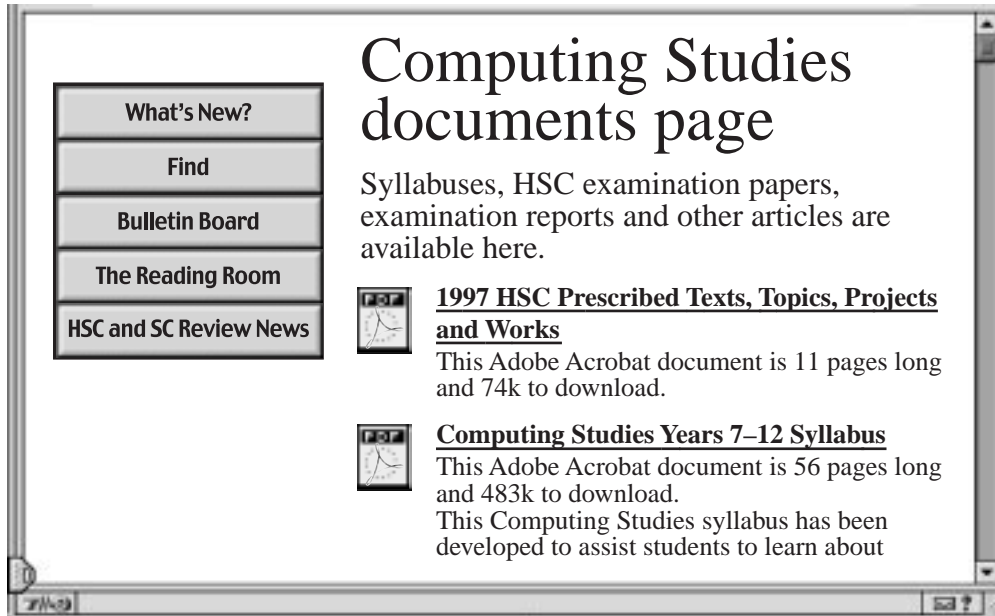 What's New?
Find
Bulletin Board
The Reading Room
HSC and SC Review News
Computing Studies
documents page
Syllabuses, HSC examination papers,
examination reports and other articles are
available here.
PDF
1997 HSC Prescribed Texts, Topics, Projects
and Works
This Adobe Acrobat document is 11 pages long
and 74k to download.
PDF
Computing Studies Years 7–12 Syllabus
This Adobe Acrobat document is 56 pages long
and 483k to download.
This Computing Studies syllabus has been
developed to assist students to learn about
?